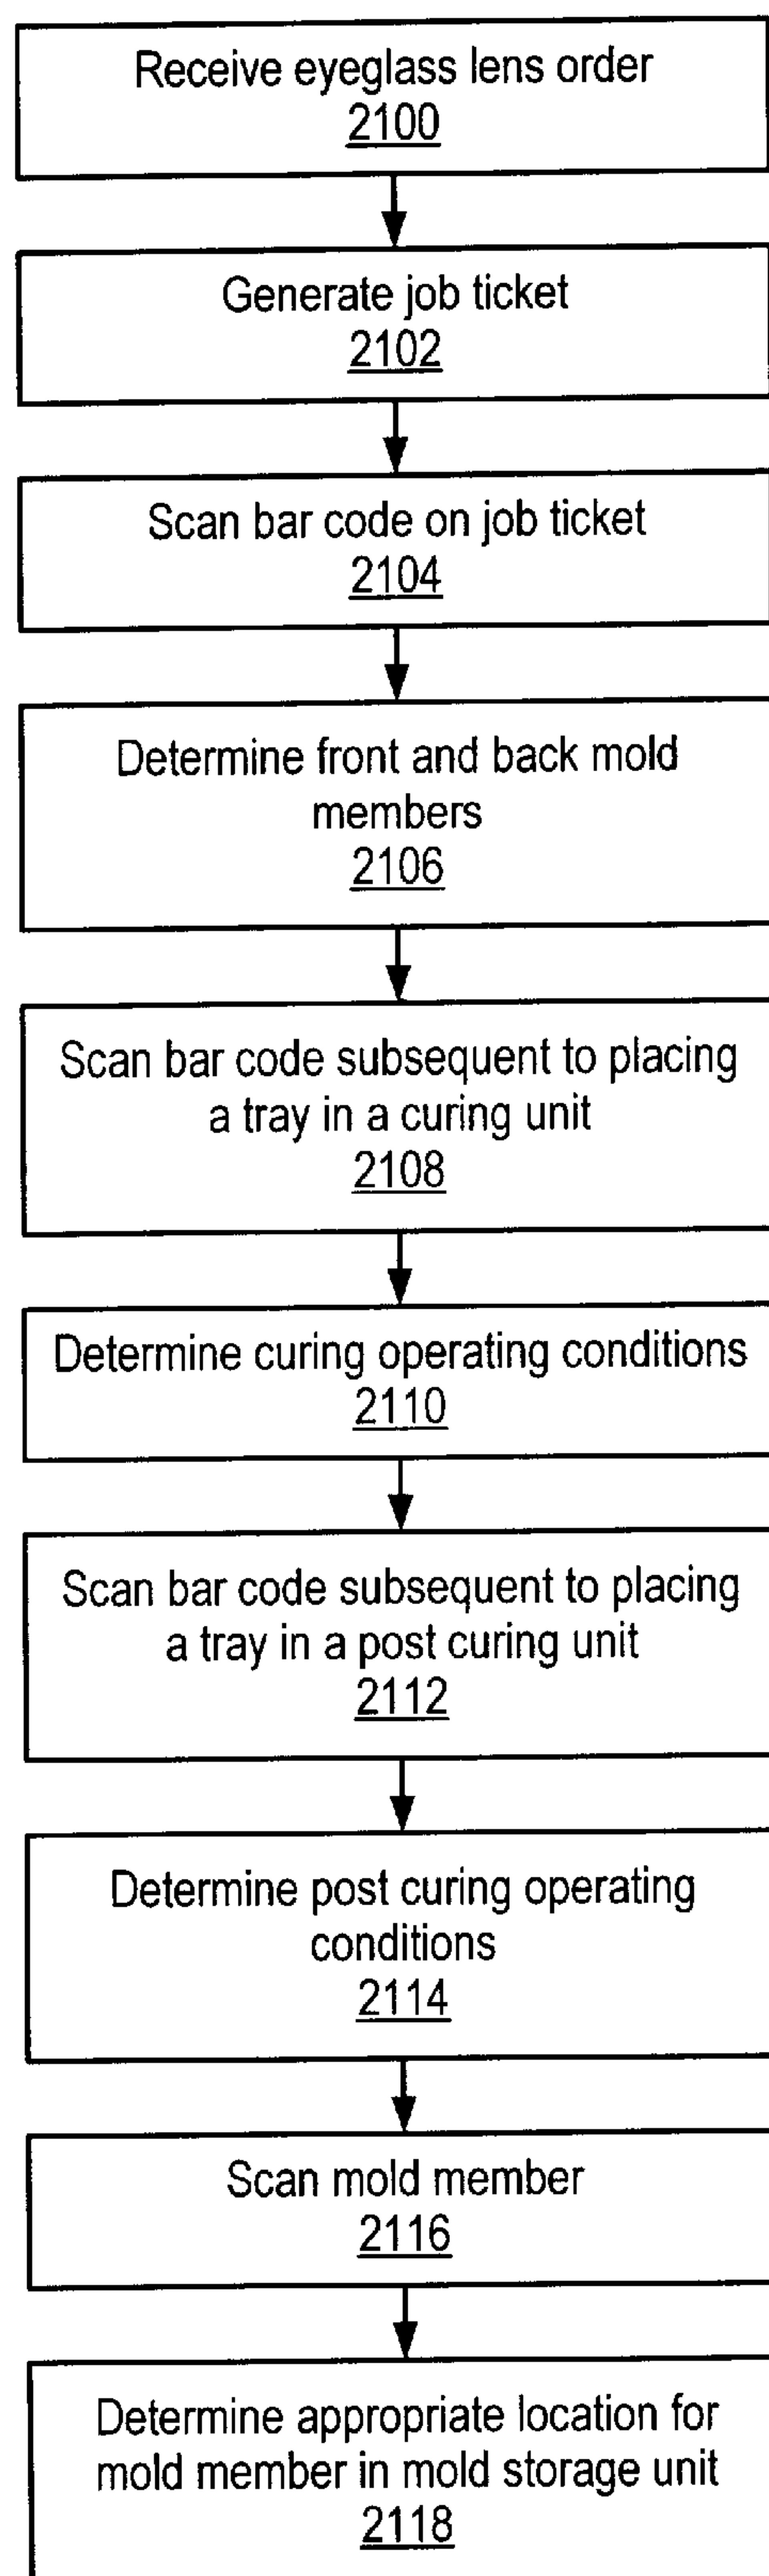 Receive eyeglass lens order
2100
Generate job ticket
2102
Scan bar code on job ticket
2104
Determine front and back mold
members
2106
Scan bar code subsequent to placing
a tray in a curing unit
2108
Determine curing operating conditions
2110
Scan bar code subsequent to placing
a tray in a post curing unit
2112
Determine post curing operating
conditions
2114
Scan mold member
2116
Determine appropriate location for
mold member in mold storage unit
2118